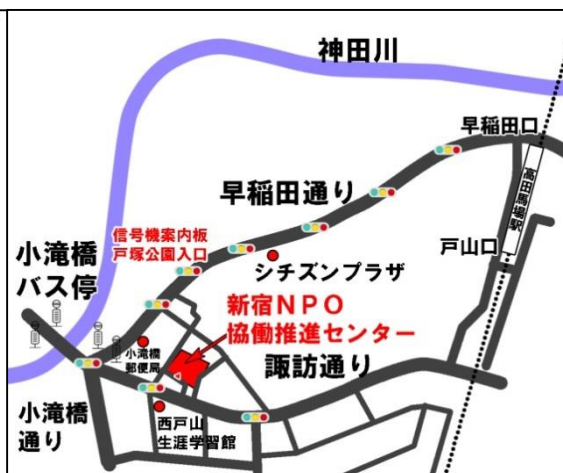 神田川
早稲田口
高田馬場駅
早稲田通り
戸山口
信号機案内板
戸塚公園入口
シチズンプラザ
小滝橋
バス停
新宿NPO
協働推進センター
小滝橋
郵便局
諏訪通り
小滝橋
通り
西戸山
生涯学習館